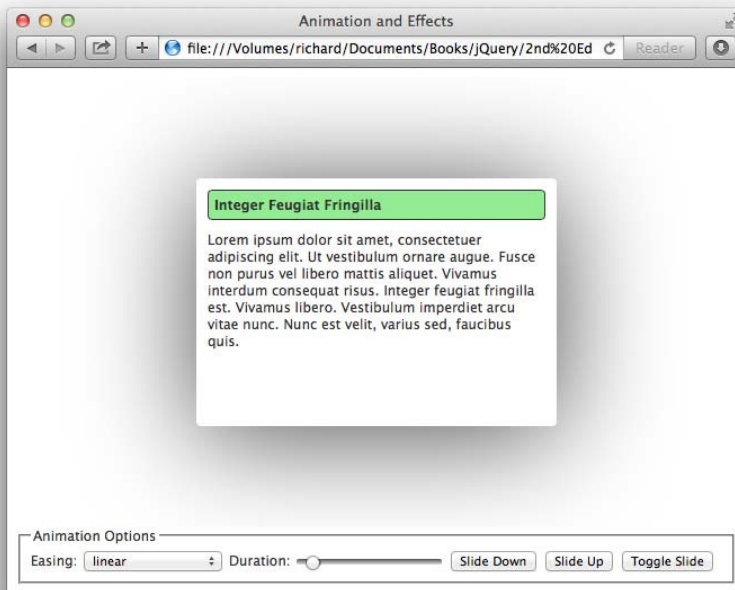 Animation and Effects
file:///Volumes/richard/Documents/Books/jQuery/2nd%20Ed
Reader
Integer Feugiat Fringilla
Lorem ipsum dolor sit amet, consectetuer
adipiscing elit. Ut vestibulum ornare augue. Fusce
non purus vel libero mattis aliquet. Vivamus
interdum consequat risus. Integer feugiat fringilla
est. Vivamus libero. Vestibulum imperdiet arcu
vitae nunc. Nunc est velit, varius sed, faucibus
quis.
Animation Options
Easing: linear Duration: Slide Down Slide Up Toggle Slide